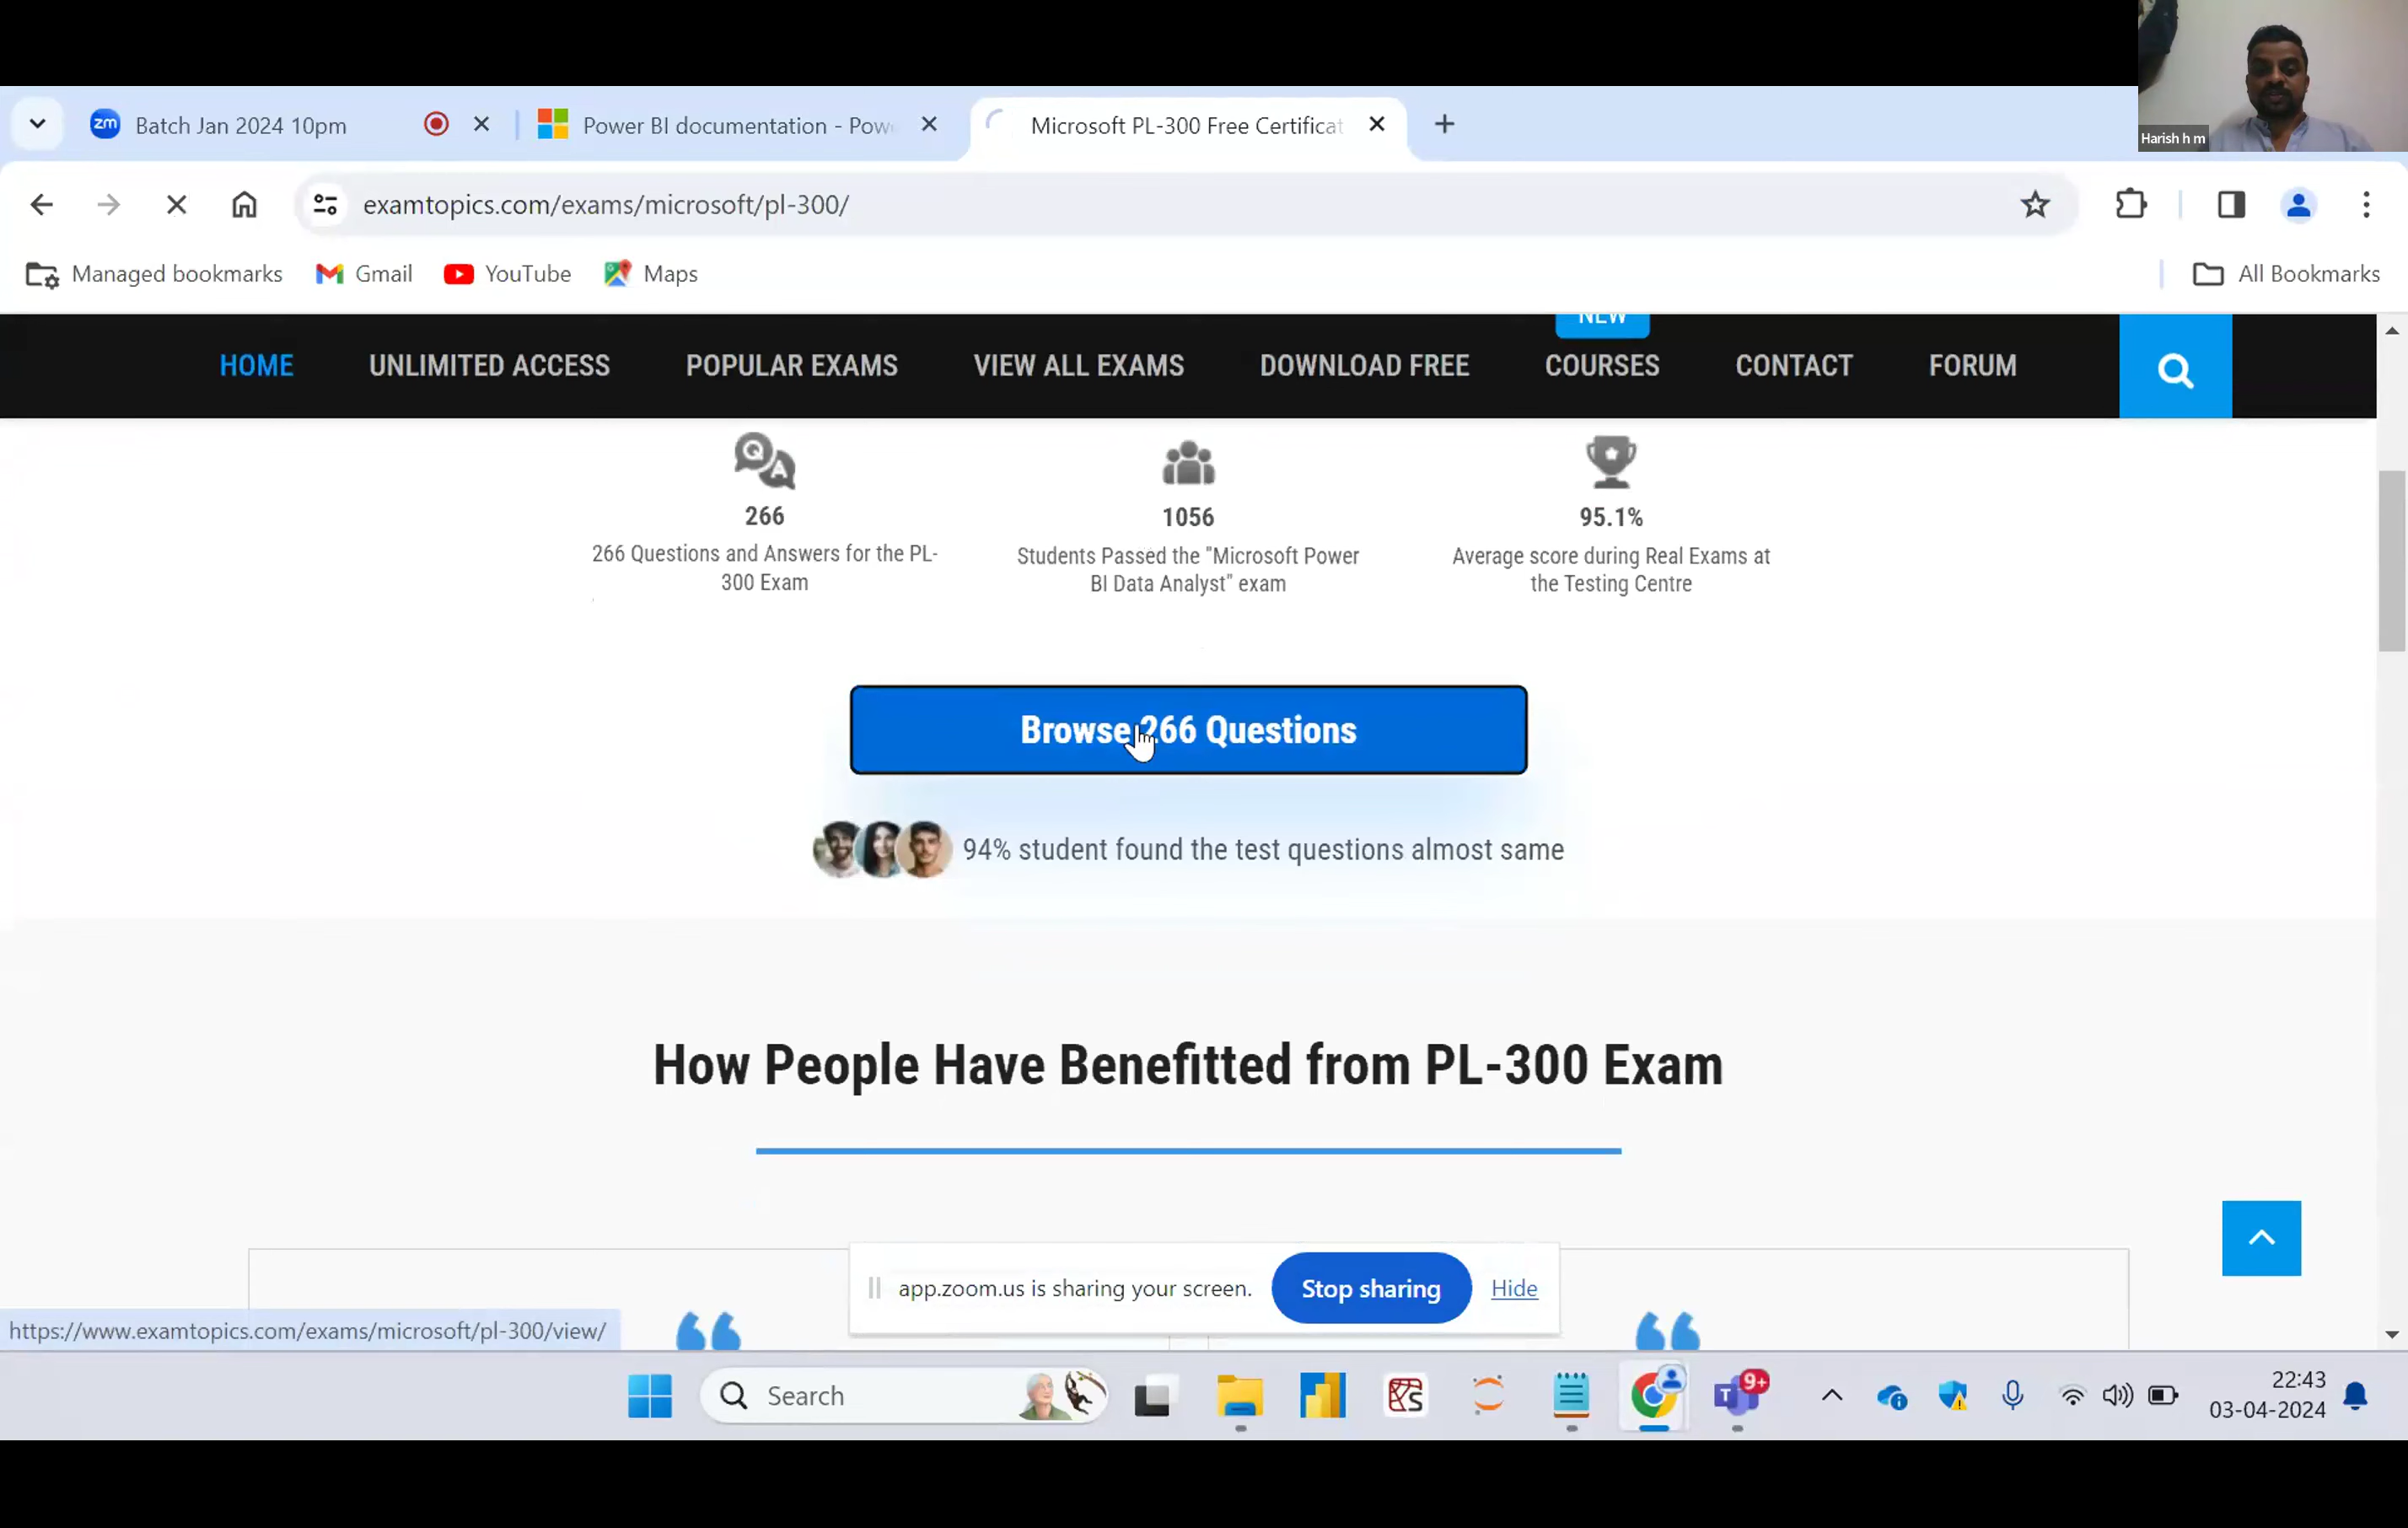 Harish h m
zm
Batch Jan 2024 10pm
Power BI documentation - Pow
Microsoft PL-300 Free Certificat
examtopics.com/exams/microsoft/pl-300/
Managed bookmarks
Gmail
YouTube
Maps
All Bookmarks
NEW
HOME
UNLIMITED ACCESS
POPULAR EXAMS
VIEW ALL EXAMS
DOWNLOAD FREE
COURSES
CONTACT
FORUM
Q
A
266
266 Questions and Answers for the PL-
300 Exam
1056
Students Passed the "Microsoft Power
BI Data Analyst" exam
95.1%
Average score during Real Exams at
the Testing Centre
Browse 266 Questions
94% student found the test questions almost same
How People Have Benefitted from PL-300 Exam
app.zoom.us is sharing your screen.
Stop sharing
Hide
https://www.examtopics.com/exams/microsoft/pl-300/view/
Search
T
9+
22:43
03-04-2024